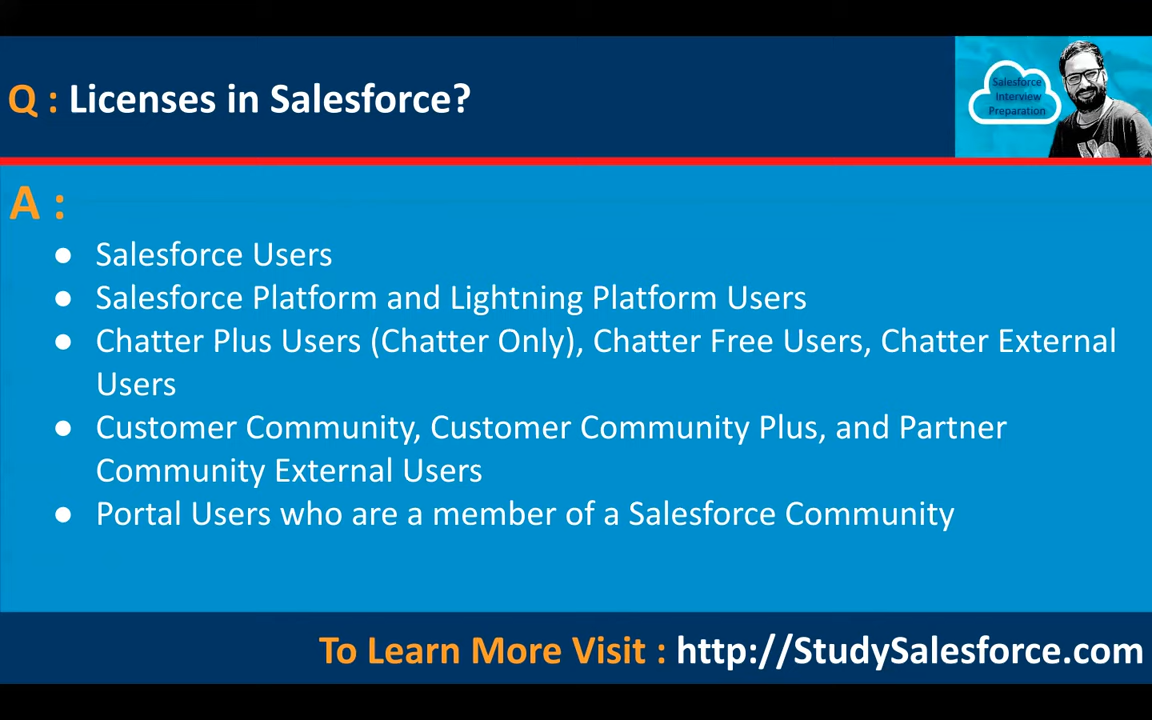 Q : Licenses in Salesforce?
Salesforce
Interview
Preparation
A :
● Salesforce Users
● Salesforce Platform and Lightning Platform Users
● Chatter Plus Users (Chatter Only), Chatter Free Users, Chatter External
Users
● Customer Community, Customer Community Plus, and Partner
Community External Users
● Portal Users who are a member of a Salesforce Community
To Learn More Visit : http://StudySalesforce.com